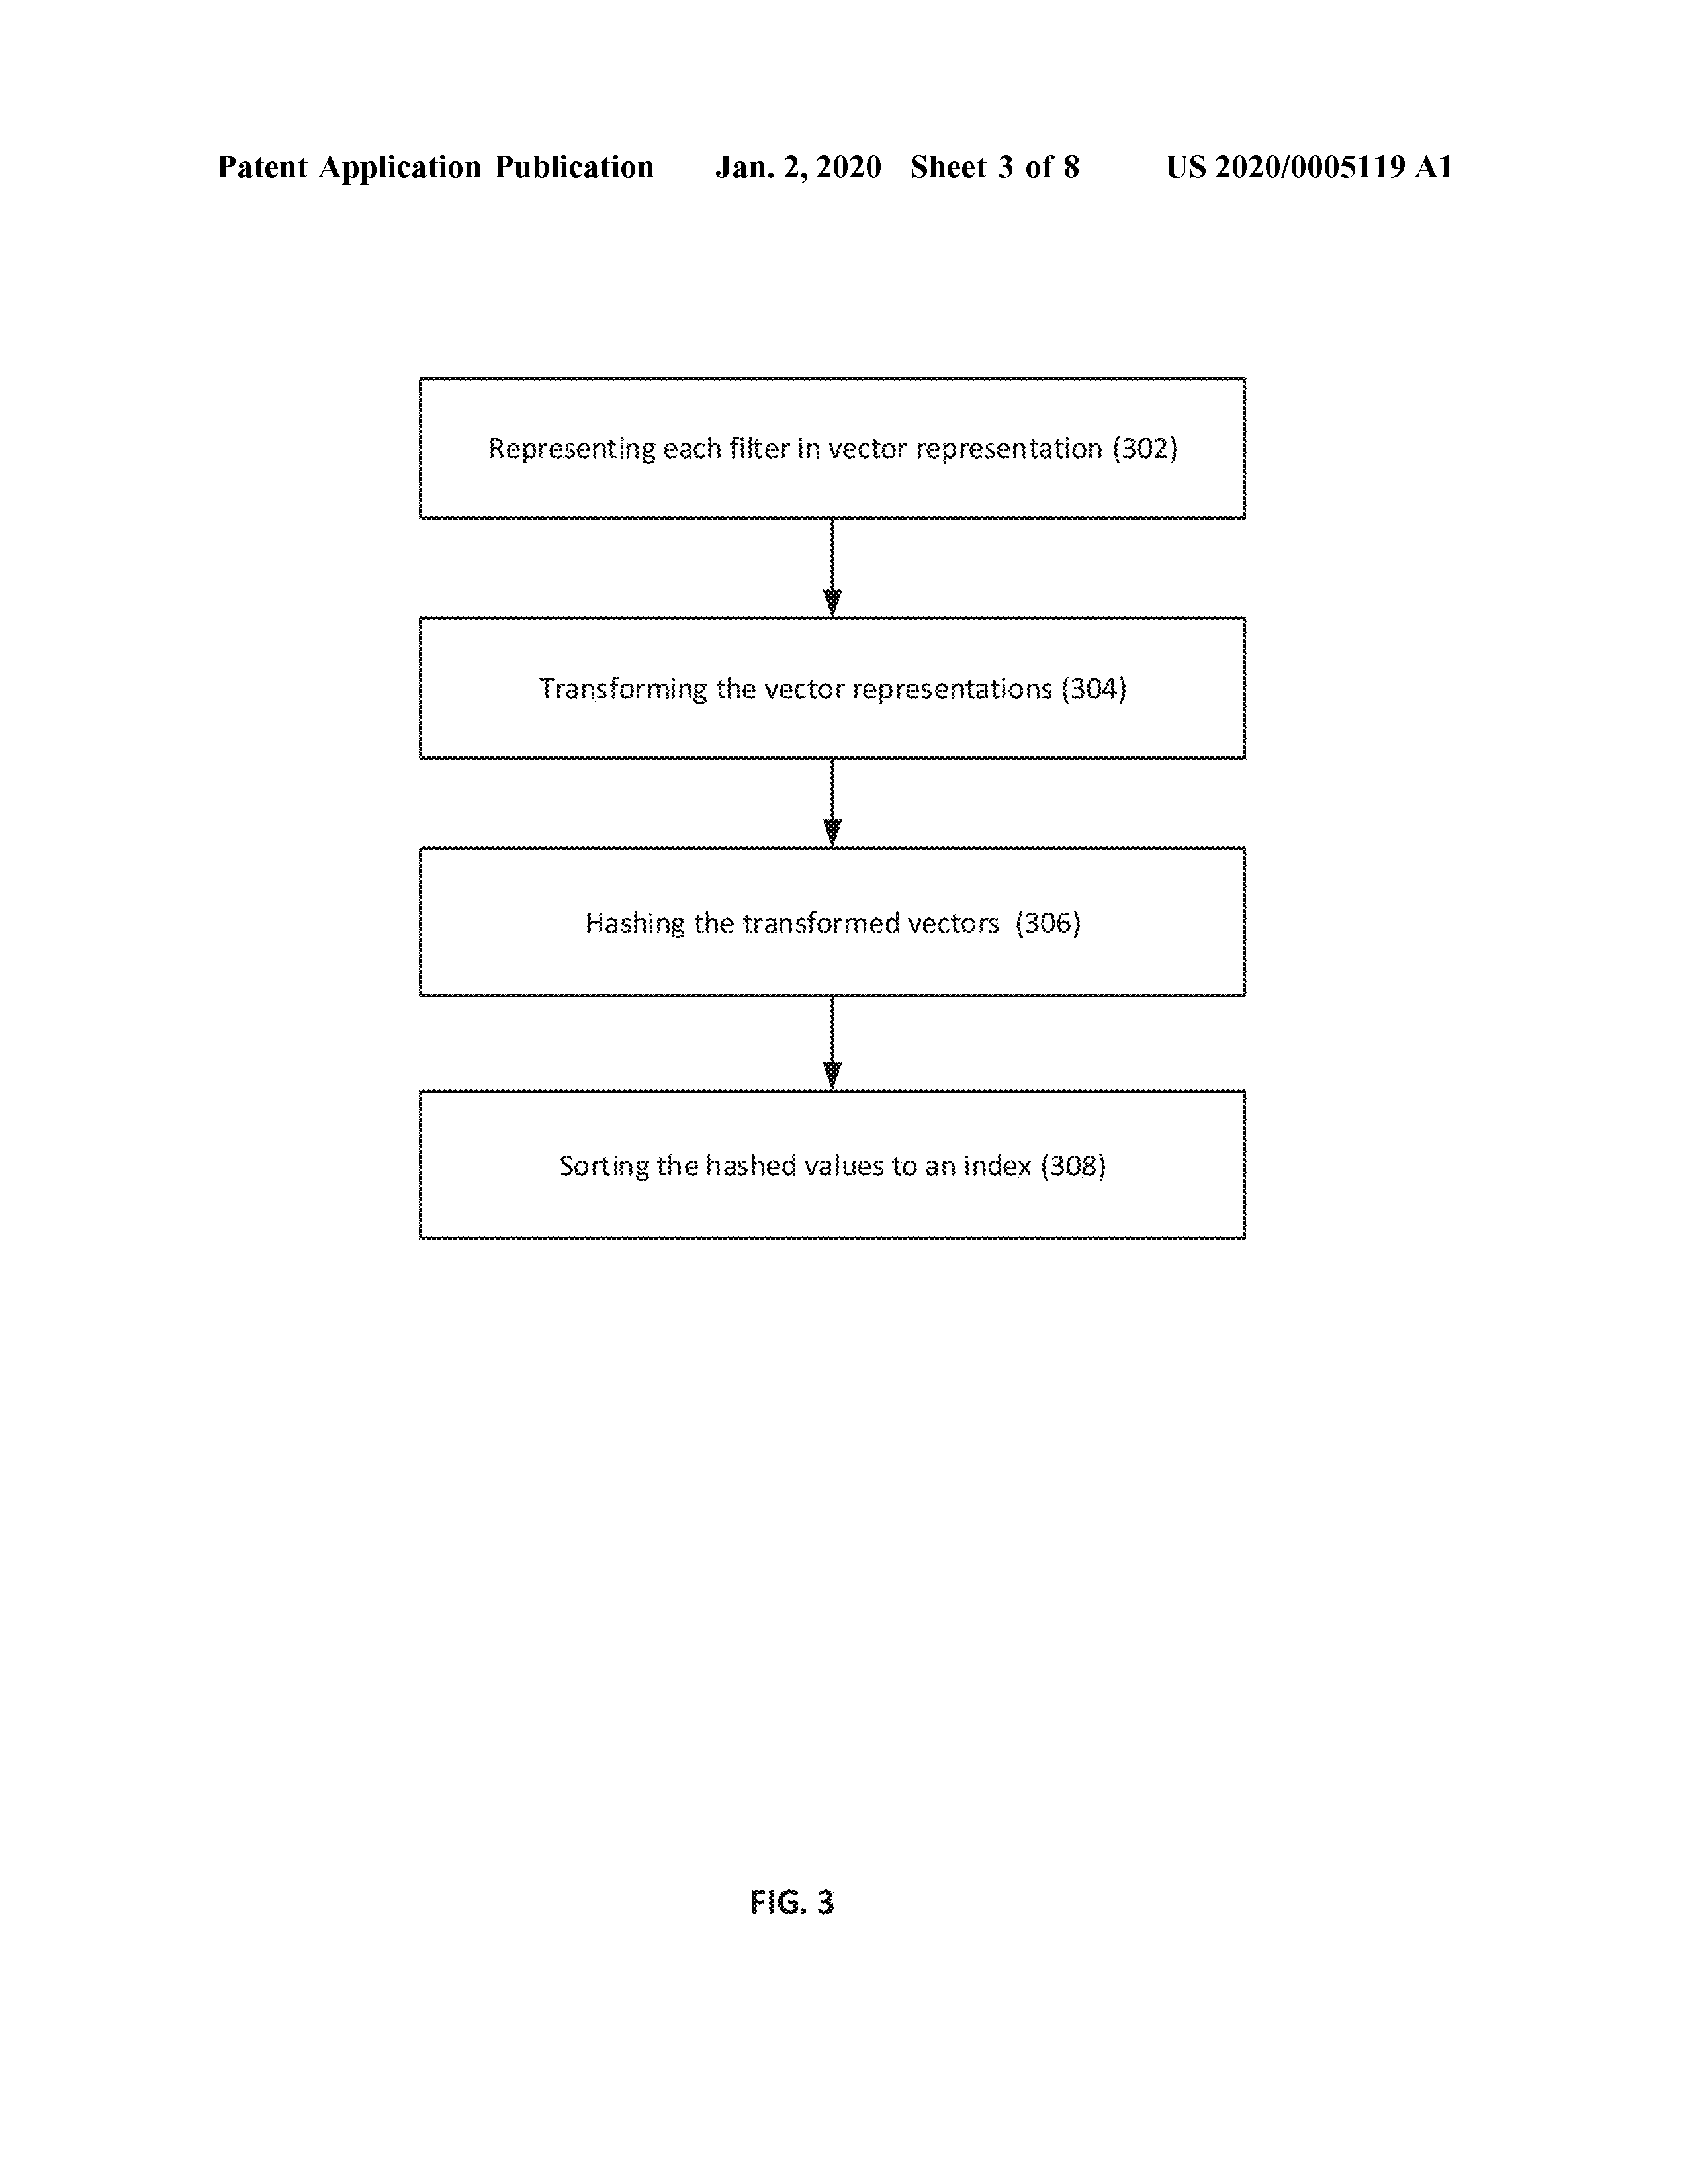 Patent Application Publication Jan. 2, 2020 Sheet 3 of 8 US 2020/0005119 A1
Representing each filter in vector representation (302)
Transforming the vector representations (304)
Hashing the transformed vectors (306)
Sorting the hashed values to an index (308)
FIG. 3